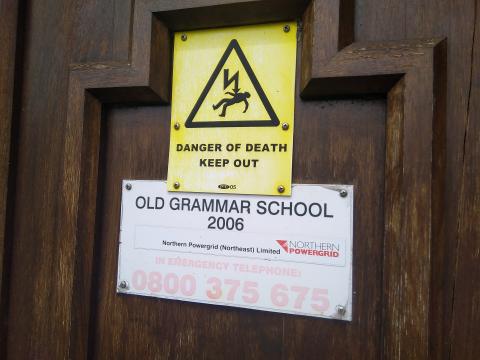 DANGER OF DEATH
KEEP OUT
OLD GRAMMAR SCHOOL
2006
Northern Powergrid (Northeast) Limited
NORTHERN
POWERGRID
IN EMERGENCY TELEPHONE:
0800 375 675